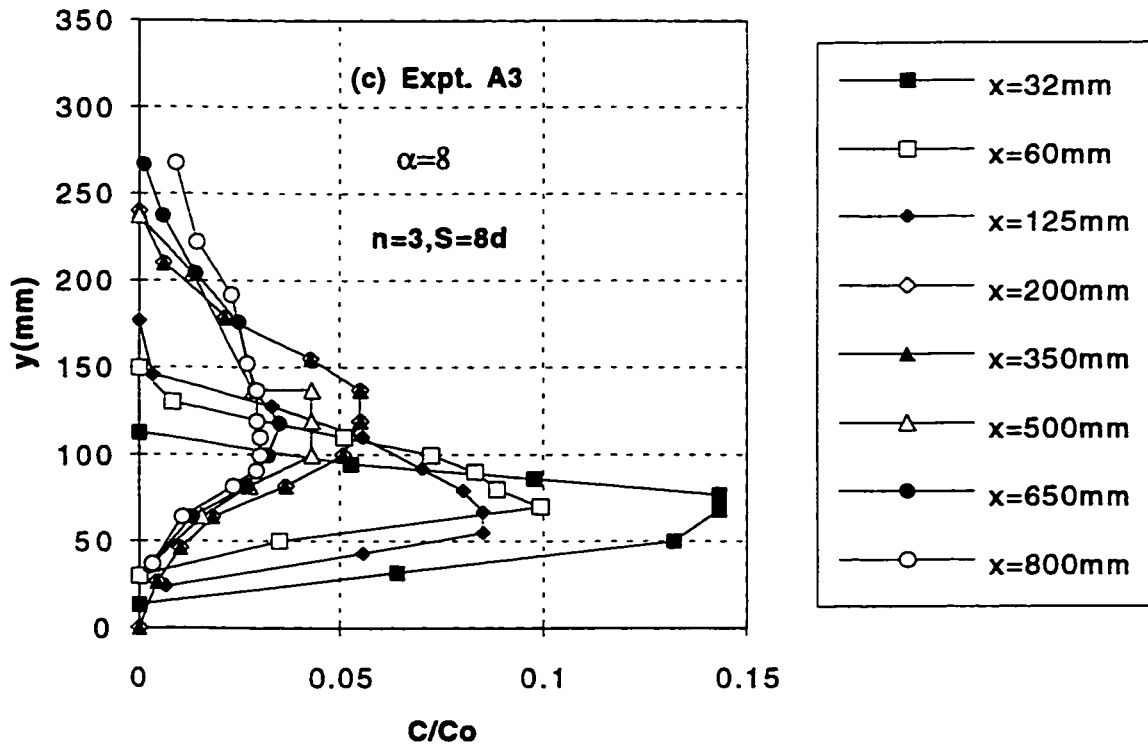 350
300
250
200
150
100
50
0
y(mm)
(c) Expt. A3
α=8
n=3,S=8d
0 0.05 0.1 0.15
C/Co
x=32mm
x=60mm
x=125mm
x=200mm
x=350mm
x=500mm
x=650mm
x=800mm